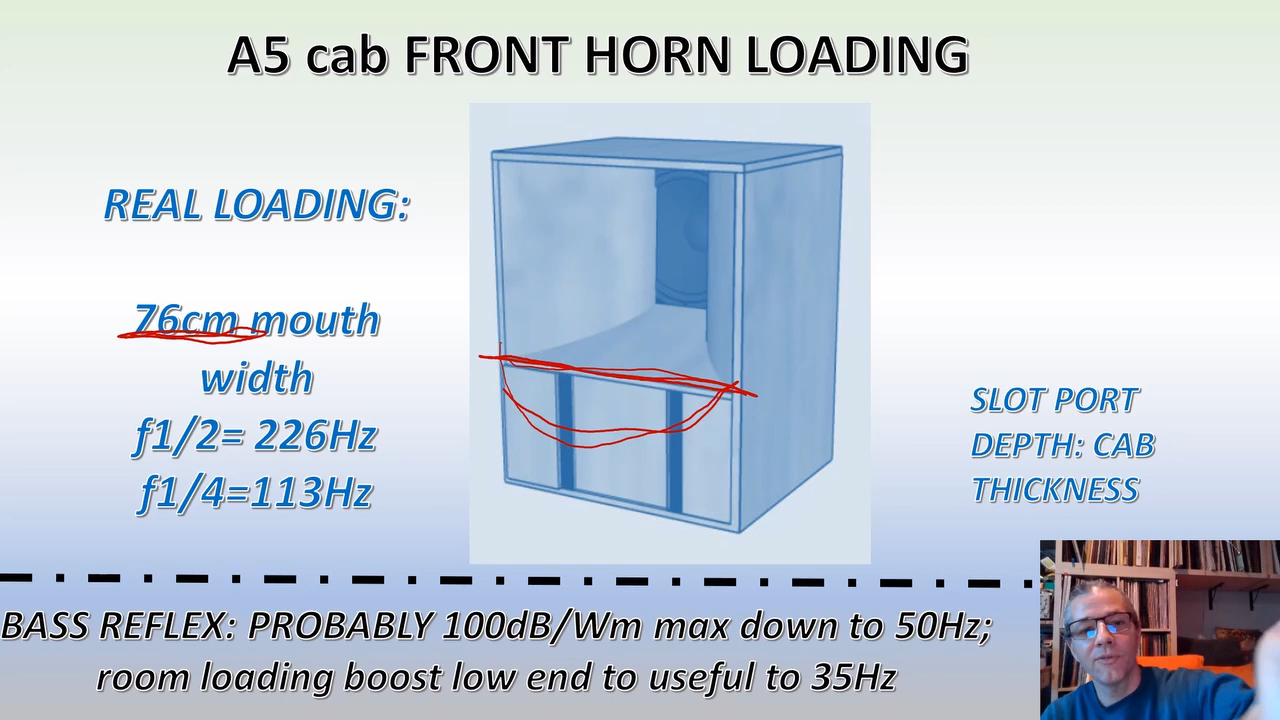 A5 cab FRONT HORN LOADING
REAL LOADING:
76cm mouth
width
f1/2= 226Hz
f1/4=113Hz
SLOT PORT
DEPTH: CAB
THICKNESS
BASS REFLEX: PROBABLY 100dB/Wm max down to 50Hz;
room loading boost low end to useful to 35Hz